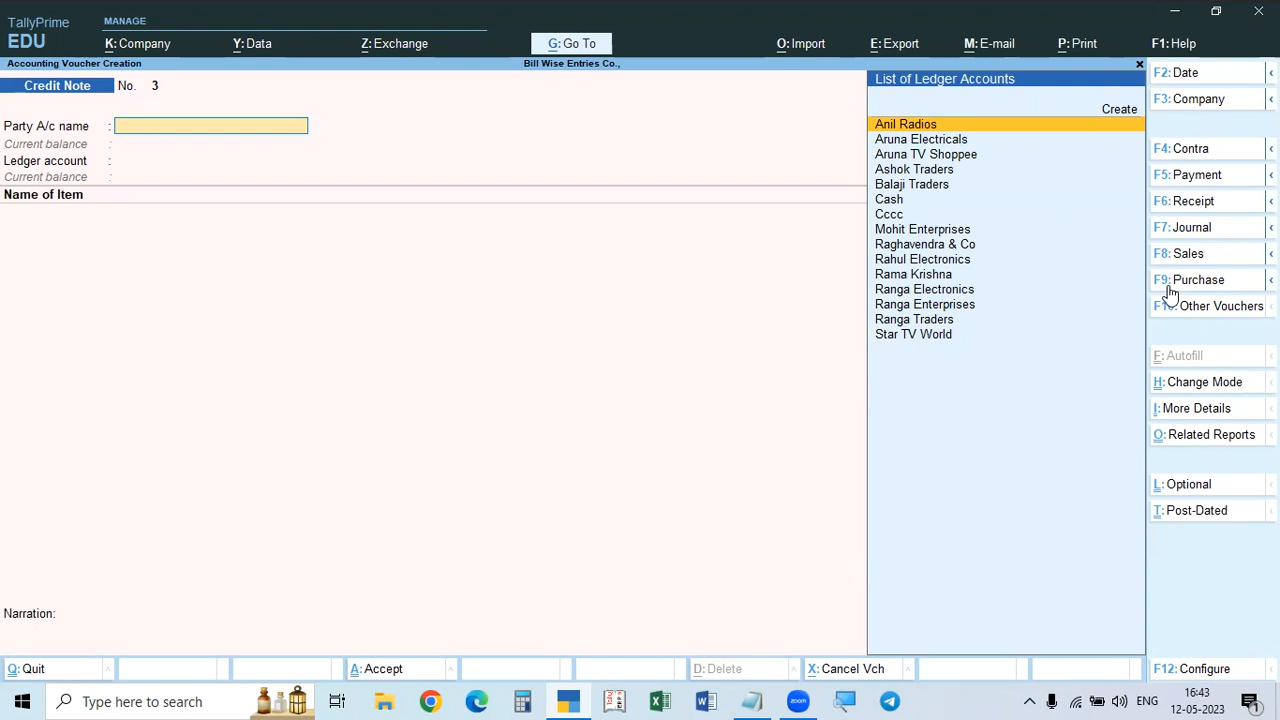 TallyPrime
EDU
MANAGE
K: Company
Y: Data
Z: Exchange
G: Go To
O: Import
E: Export
M: E-mail
P: Print
F1: Help
Accounting Voucher Creation
Bill Wise Entries Co.,
Credit Note No. 3
Party A/c name :
Current balance :
Ledger account :
Current balance :
Name of Item
Narration:
List of Ledger Accounts
Create
Anil Radios
Aruna Electricals
Aruna TV Shoppee
Ashok Traders
Balaji Traders
Cash
Cccc
Mohit Enterprises
Raghavendra & Co
Rahul Electronics
Rama Krishna
Ranga Electronics
Ranga Enterprises
Ranga Traders
Star TV World
F2: Date
F3: Company
F4: Contra
F5: Payment
F6: Receipt
F7: Journal
F8: Sales
F9: Purchase
F10: Other Vouchers
F: Autofill
H: Change Mode
I: More Details
O: Related Reports
L: Optional
T: Post-Dated
Q: Quit
A: Accept
D: Delete
X: Cancel Vch
F12: Configure
Type here to search
ENG
16:43
12-05-2023